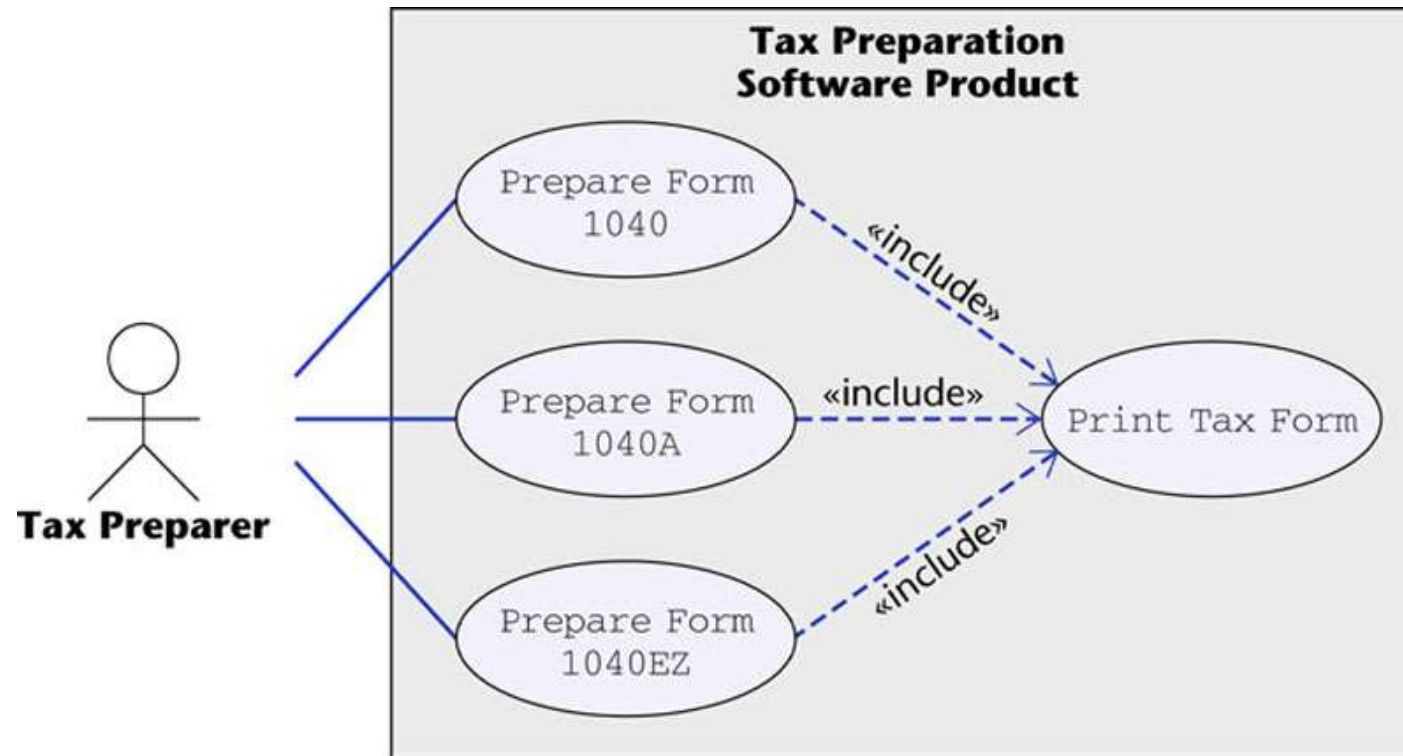 Tax Preparation
Software Product
Prepare Form
1040
«include»
Prepare Form
1040A
«include»
Print Tax Form
Tax Preparer
Prepare Form
1040EZ
«include»